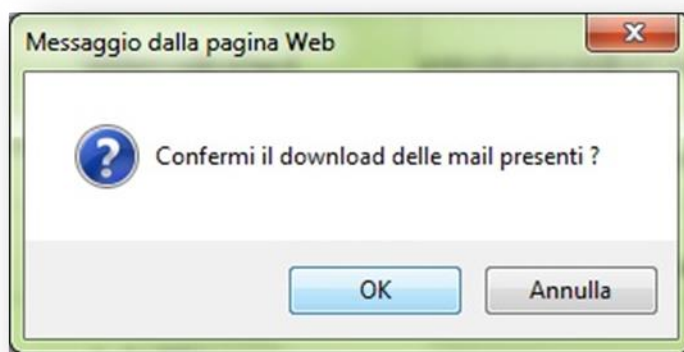 Messaggio dalla pagina Web
Confermi il download delle mail presenti ?
OK
Annulla